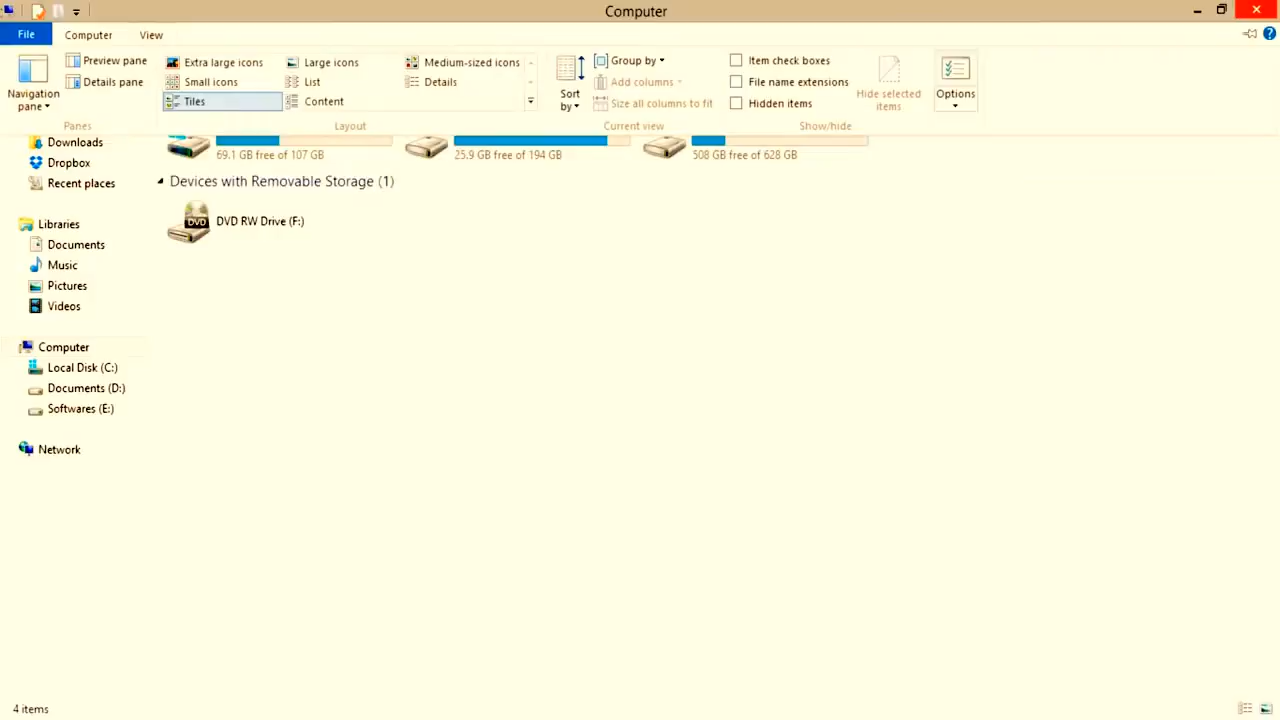 Computer
File
Computer
View
Navigation pane
Preview pane
Details pane
Panes
Extra large icons
Large icons
Medium-sized icons
Small icons
List
Details
Tiles
Content
Layout
Sort by
Group by
Add columns
Size all columns to fit
Current view
Item check boxes
File name extensions
Hidden items
Hide selected items
Show/hide
Options
Downloads
Dropbox
Recent places
Libraries
Documents
Music
Pictures
Videos
Computer
Local Disk (C:)
Documents (D:)
Softwares (E:)
Network
69.1 GB free of 107 GB
25.9 GB free of 194 GB
508 GB free of 628 GB
Devices with Removable Storage (1)
DVD
DVD RW Drive (F:)
4 items